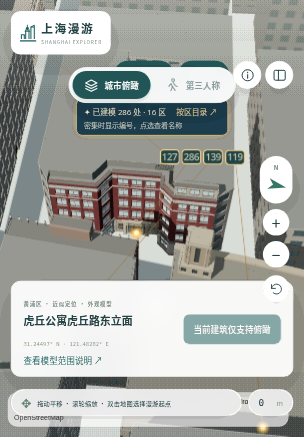 上海漫游
SHANGHAI EXPLORER
城市俯瞰
第三人称
✦ 已建模 286 处 · 16 区 按区目录 ↗
密集时显示编号，点选查看名称
127 286 139 119
N
+
−
黄浦区 · 近似定位 · 外观模型
虎丘公寓虎丘路东立面
31.24497° N · 121.48282° E
当前建筑仅支持俯瞰
查看模型范围说明 ↗
拖动平移 · 滚轮缩放 · 双击地图选择漫游起点
0 m
OpenStreetMap